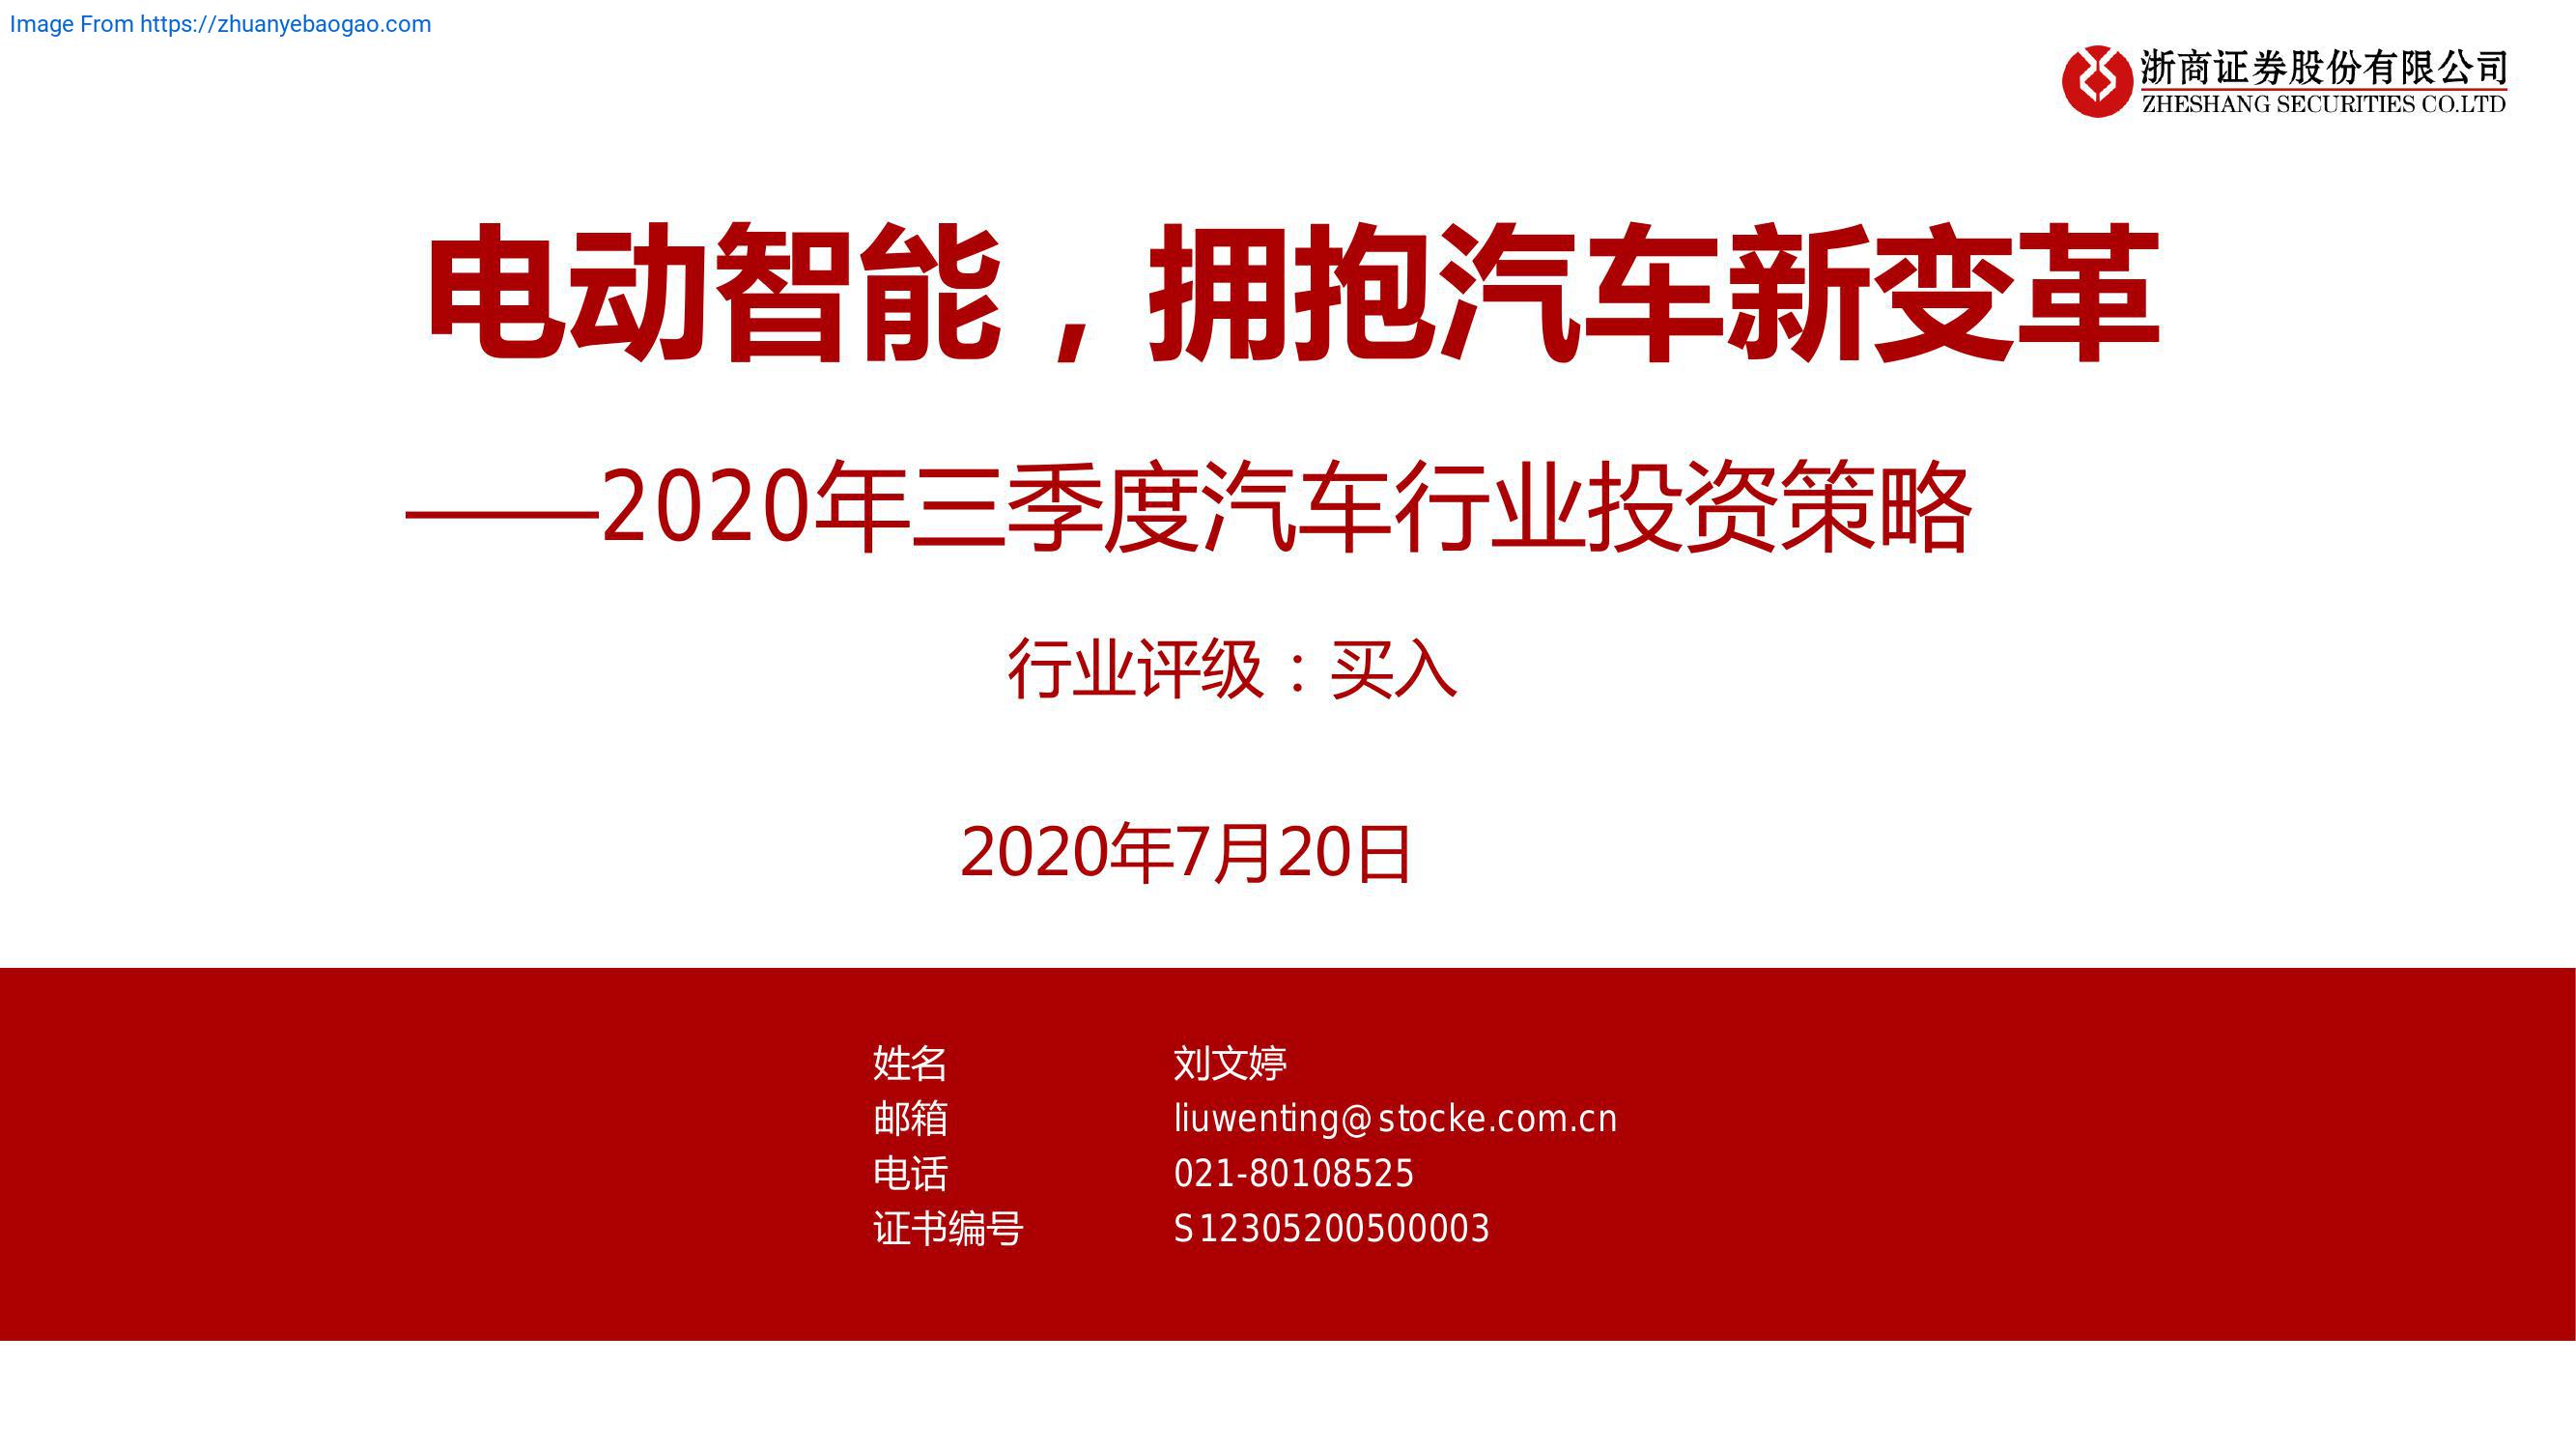 Image From https://zhuanyebaogao.com
浙商证券股份有限公司
ZHESHANG SECURITIES CO.LTD
电动智能，拥抱汽车新变革
——2020年三季度汽车行业投资策略
行业评级：买入
2020年7月20日
姓名 刘文婷
邮箱 liuwenting@stocke.com.cn
电话 021-80108525
证书编号 S12305200500003